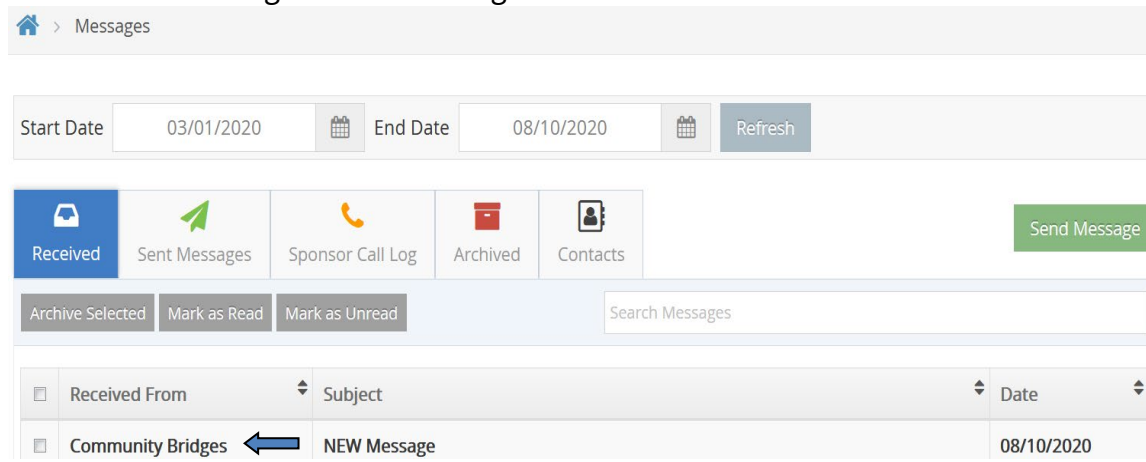 > Messages
Start Date 03/01/2020 End Date 08/10/2020 Refresh
Received Sent Messages Sponsor Call Log Archived Contacts Send Message
Archive Selected Mark as Read Mark as Unread Search Messages
Received From Subject Date
Community Bridges NEW Message 08/10/2020